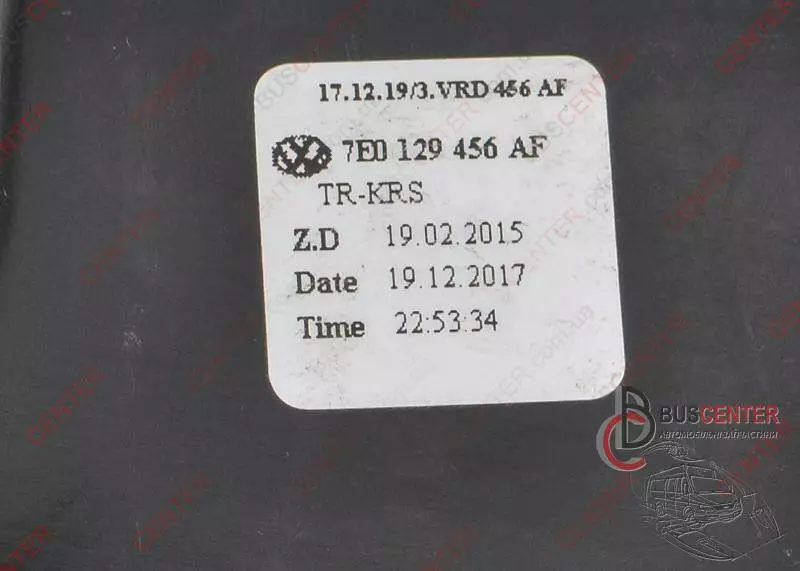 17.12.19/3.VRD 456 AF
7E0 129 456 AF
TR-KRS
Z.D 19.02.2015
Date 19.12.2017
Time 22:53:34
BUSCENTER
АВТОМОБІЛЬНІ ЗАПЧАСТИНИ